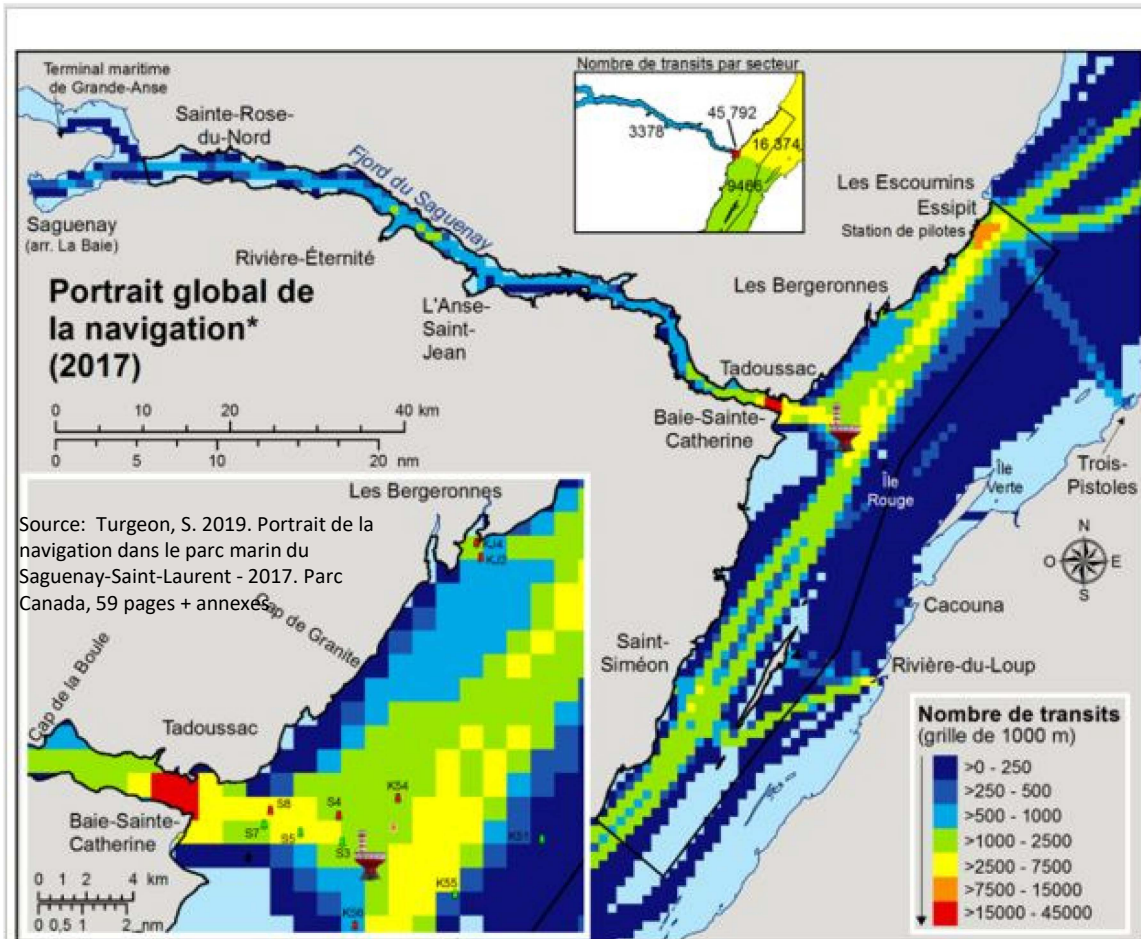 Terminal maritime
de Grande-Anse
Sainte-Rose-
du-Nord
Fjord du Saguenay
Saguenay
(arr. La Baie)
Rivière-Éternité
L'Anse-
Saint-
Jean
Portrait global de
la navigation*
(2017)
0 10 20 40 km
0 5 10 20 nm
Nombre de transits par secteur
45 792
3378
16 374
9466
Les Escoumins
Essipit
Station de pilotes
Les Bergeronnes
Tadoussac
Baie-Sainte-
Catherine
Île
Rouge
Île
Verte
Trois-
Pistoles
N
O E
S
Cacouna
Saint-
Siméon
Rivière-du-Loup
Les Bergeronnes
Source: Turgeon, S. 2019. Portrait de la
navigation dans le parc marin du
Saguenay-Saint-Laurent - 2017. Parc
Canada, 59 pages + annexes
Cap de Granite
Cap de la Boule
Tadoussac
Baie-Sainte-
Catherine
KJ4
K54
S8
S4
S7
S5
S3
K51
K55
K56
0 1 2 4 km
0 0,5 1 2 nm
Nombre de transits
(grille de 1000 m)
>0 - 250
>250 - 500
>500 - 1000
>1000 - 2500
>2500 - 7500
>7500 - 15000
>15000 - 45000